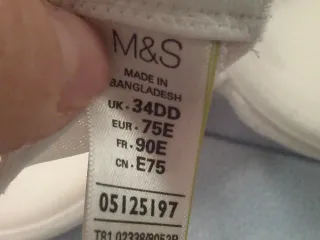 M&S
MADE IN
BANGLADESH
UK - 34DD
EUR - 75E
FR - 90E
CN - E75
05125197